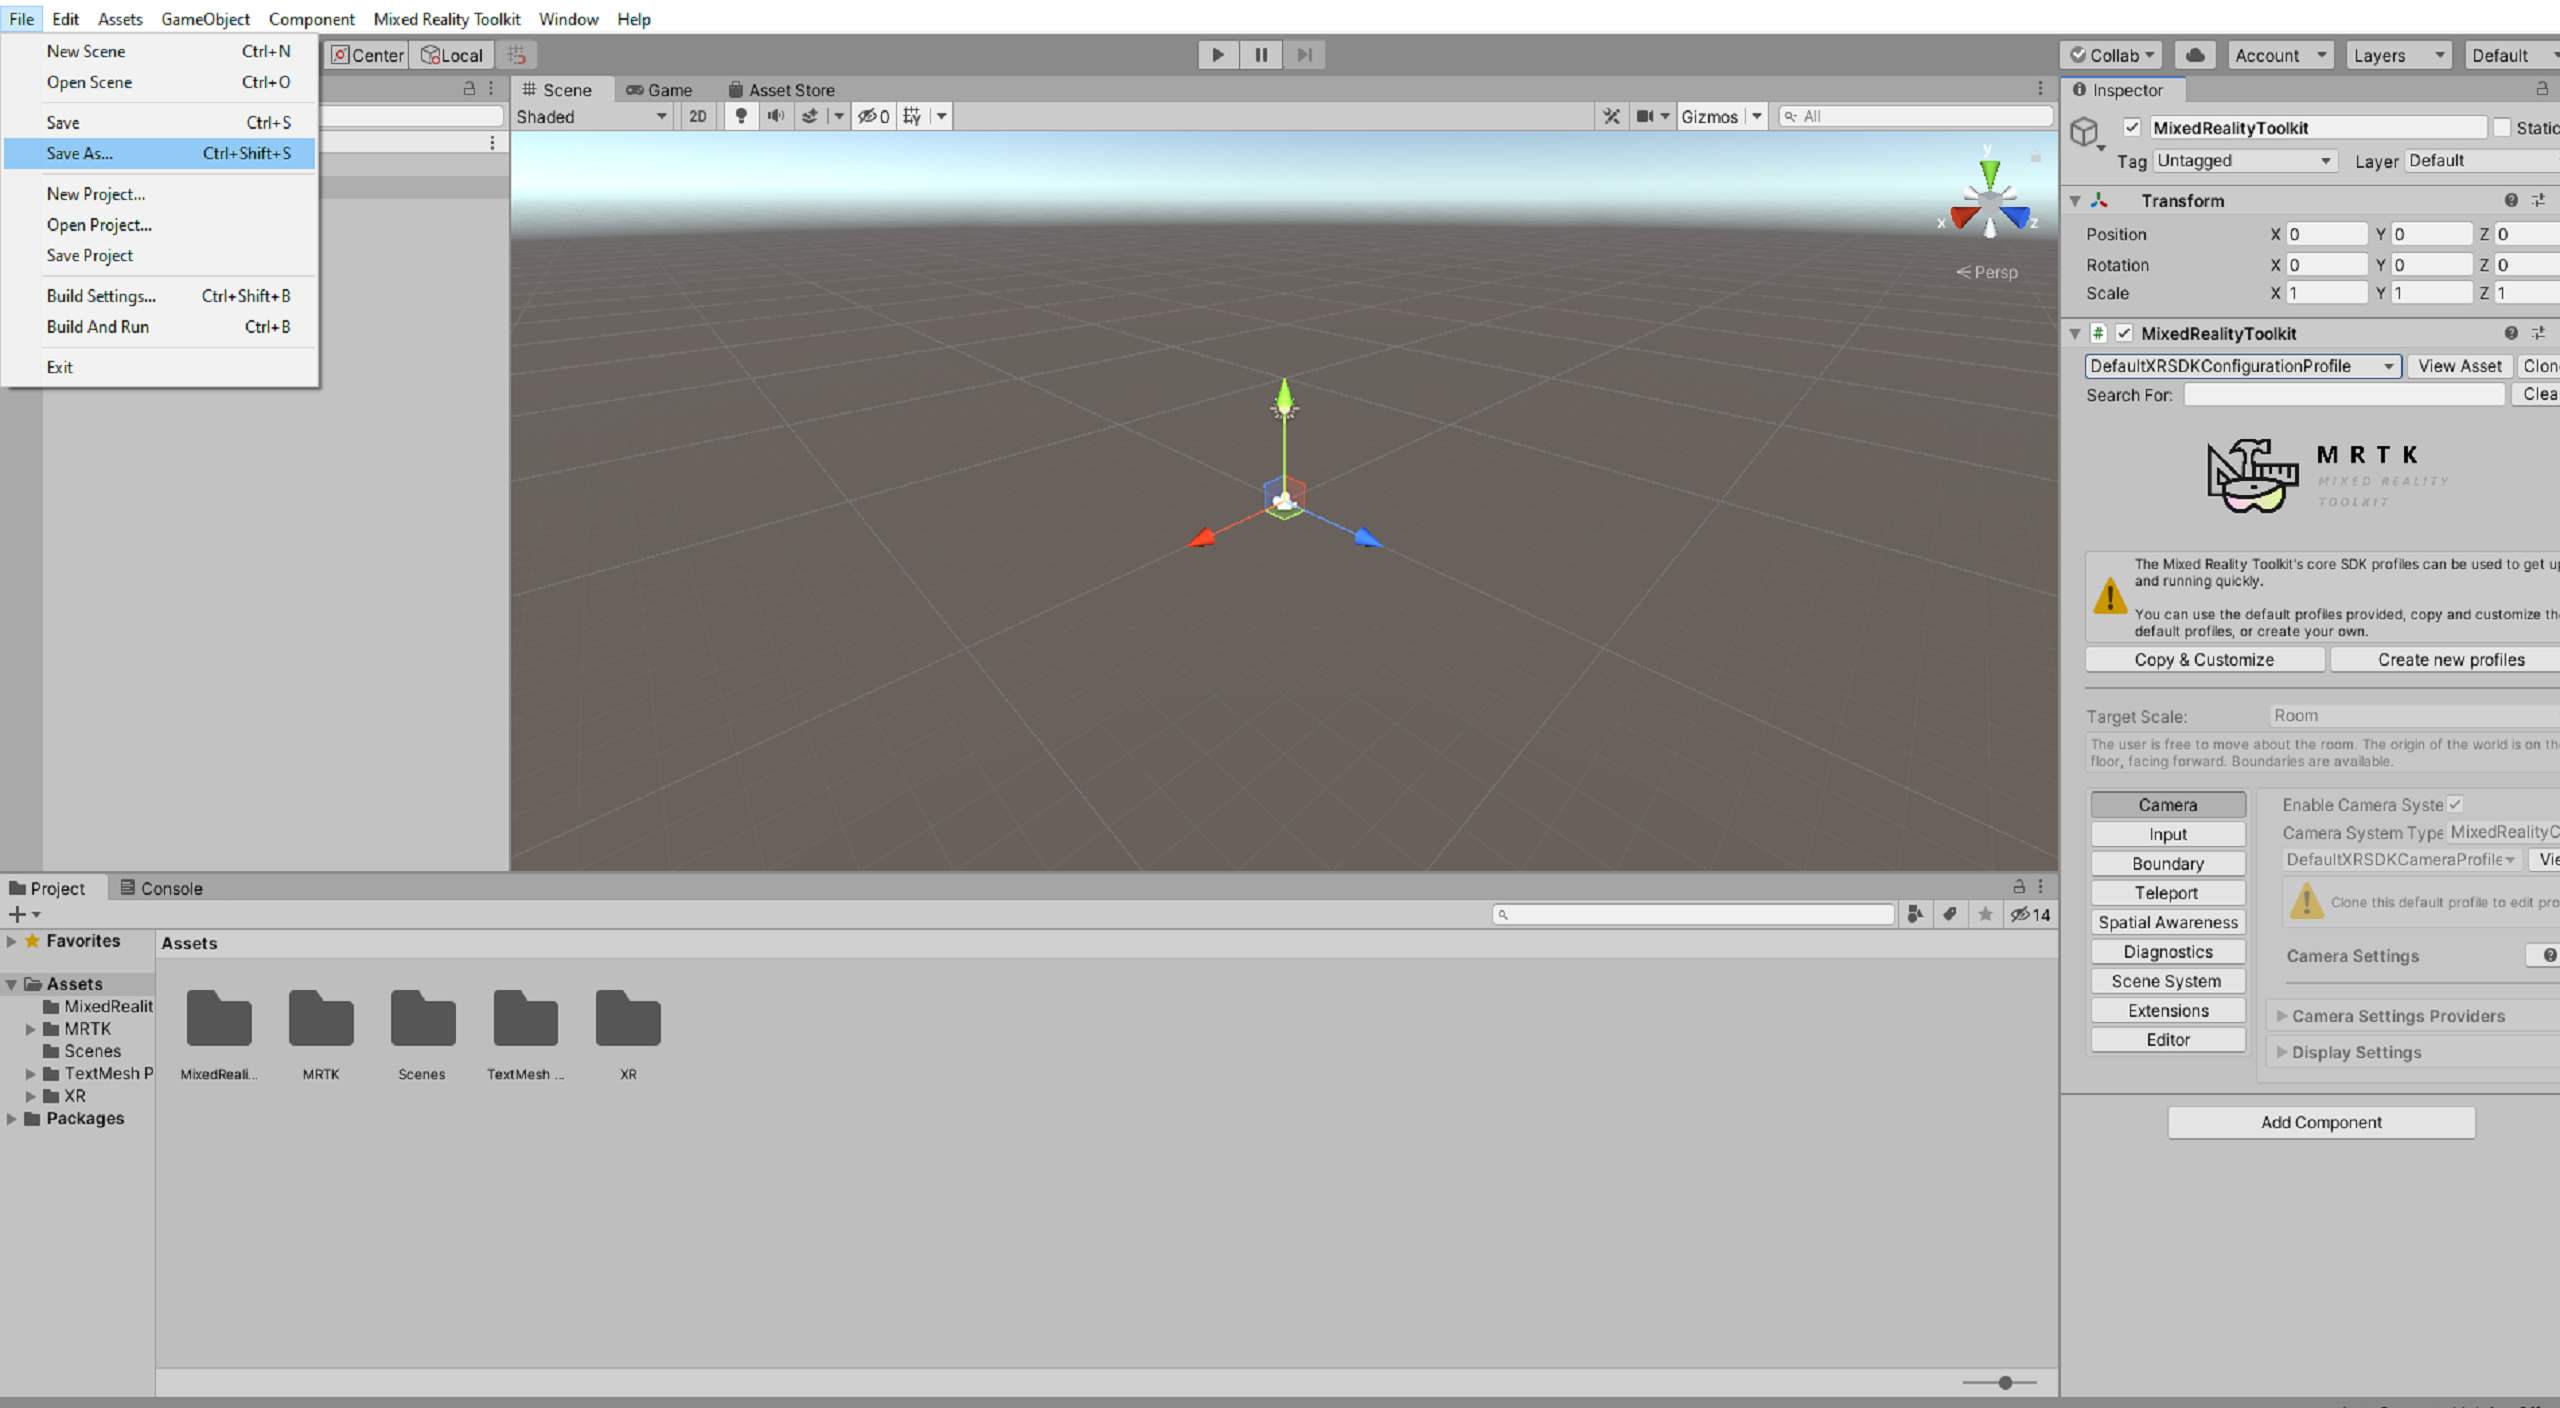 File Edit Assets GameObject Component Mixed Reality Toolkit Window Help
New Scene Ctrl+N
Open Scene Ctrl+O
Save Ctrl+S
Save As... Ctrl+Shift+S
New Project...
Open Project...
Save Project
Build Settings... Ctrl+Shift+B
Build And Run Ctrl+B
Exit
Center Local
Collab Account Layers Default
Scene Game Asset Store
Shaded 2D 0 Gizmos All
y
x z
Persp
Inspector
MixedRealityToolkit Static
Tag Untagged Layer Default
Transform
Position X 0 Y 0 Z 0
Rotation X 0 Y 0 Z 0
Scale X 1 Y 1 Z 1
# MixedRealityToolkit
DefaultXRSDKConfigurationProfile View Asset Clon
Search For: Clea
MRTK
MIXED REALITY
TOOLKIT
The Mixed Reality Toolkit's core SDK profiles can be used to get up
and running quickly.
You can use the default profiles provided, copy and customize the
default profiles, or create your own.
Copy & Customize Create new profiles
Target Scale: Room
The user is free to move about the room. The origin of the world is on the
floor, facing forward. Boundaries are available.
Camera
Input
Boundary
Teleport
Spatial Awareness
Diagnostics
Scene System
Extensions
Editor
Enable Camera Syste
Camera System Type MixedRealityC
DefaultXRSDKCameraProfile Vie
Clone this default profile to edit pro
Camera Settings
Camera Settings Providers
Display Settings
Add Component
Project Console
14
Favorites
Assets
MixedRealit
MRTK
Scenes
TextMesh P
XR
Packages
Assets
MixedReali... MRTK Scenes TextMesh ... XR